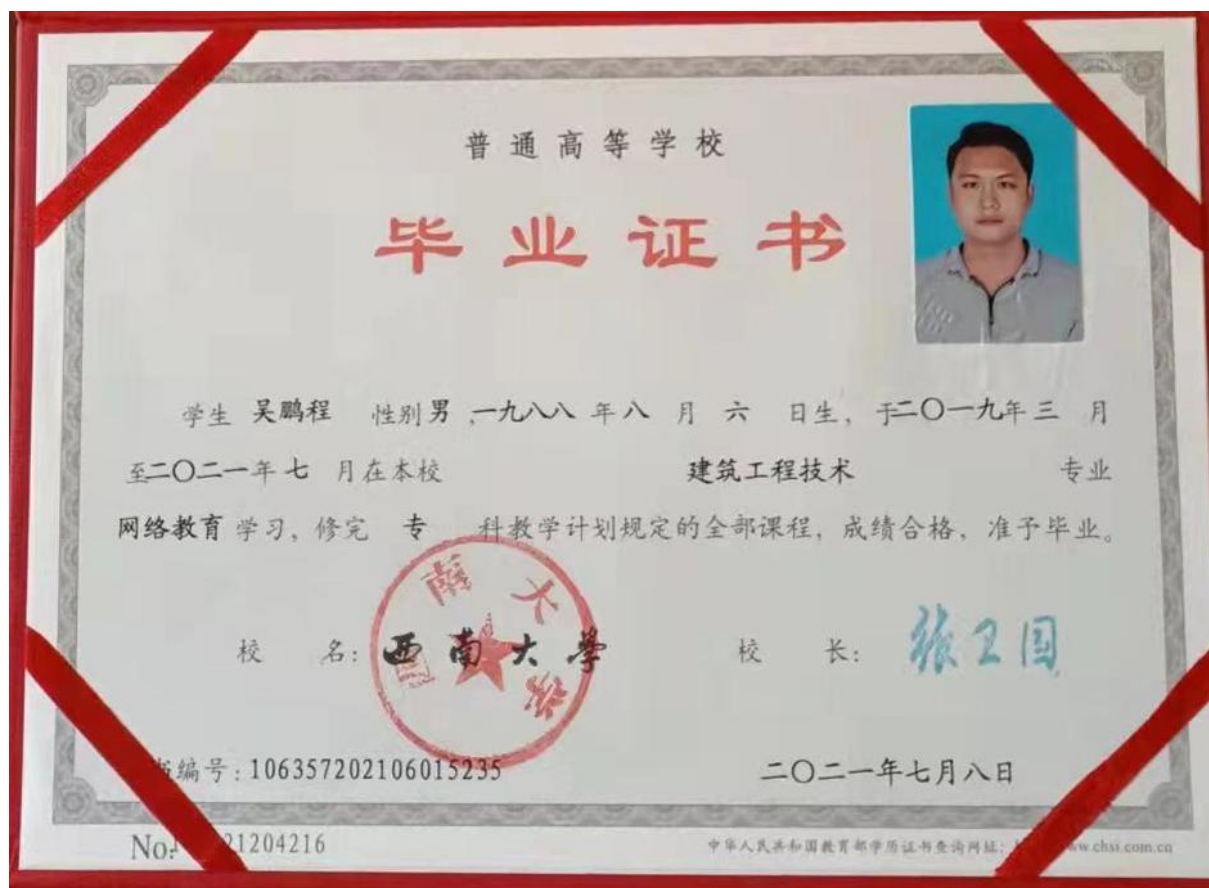 普通高等学校
毕业证书
学生 吴鹏程 性别 男 ,一九八八 年 八 月 六 日生，于二〇一九年 三 月
至二〇二一年 七 月在本校 建筑工程技术 专业
网络教育 学习，修完 专 科教学计划规定的全部课程，成绩合格，准予毕业。
校 名：西南大學 校 长：张卫国
编号：106357202106015235 二〇二一年七月八日
No. 21204216 中华人民共和国教育部学历证书查询网址： www.chsi.com.cn